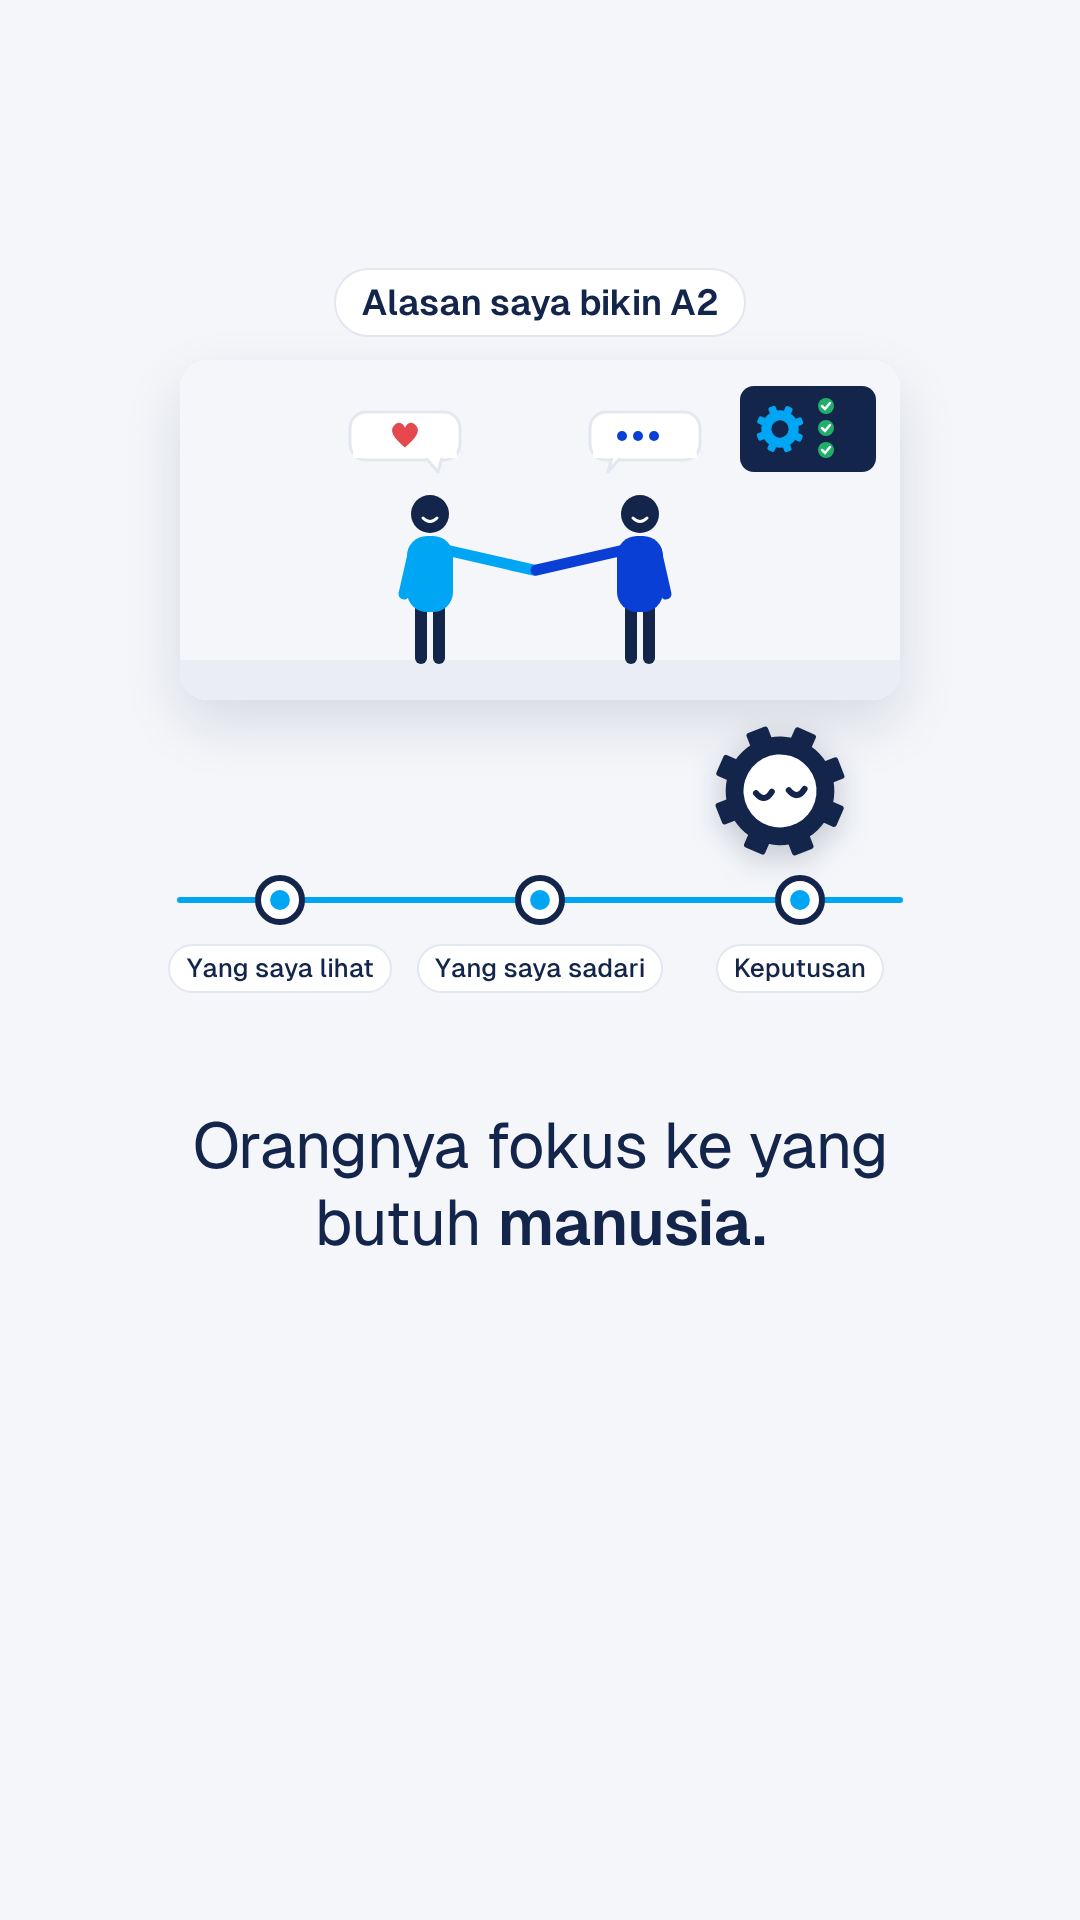 Alasan saya bikin A2
Yang saya lihat
Yang saya sadari
Keputusan
Orangnya fokus ke yang
butuh manusia.